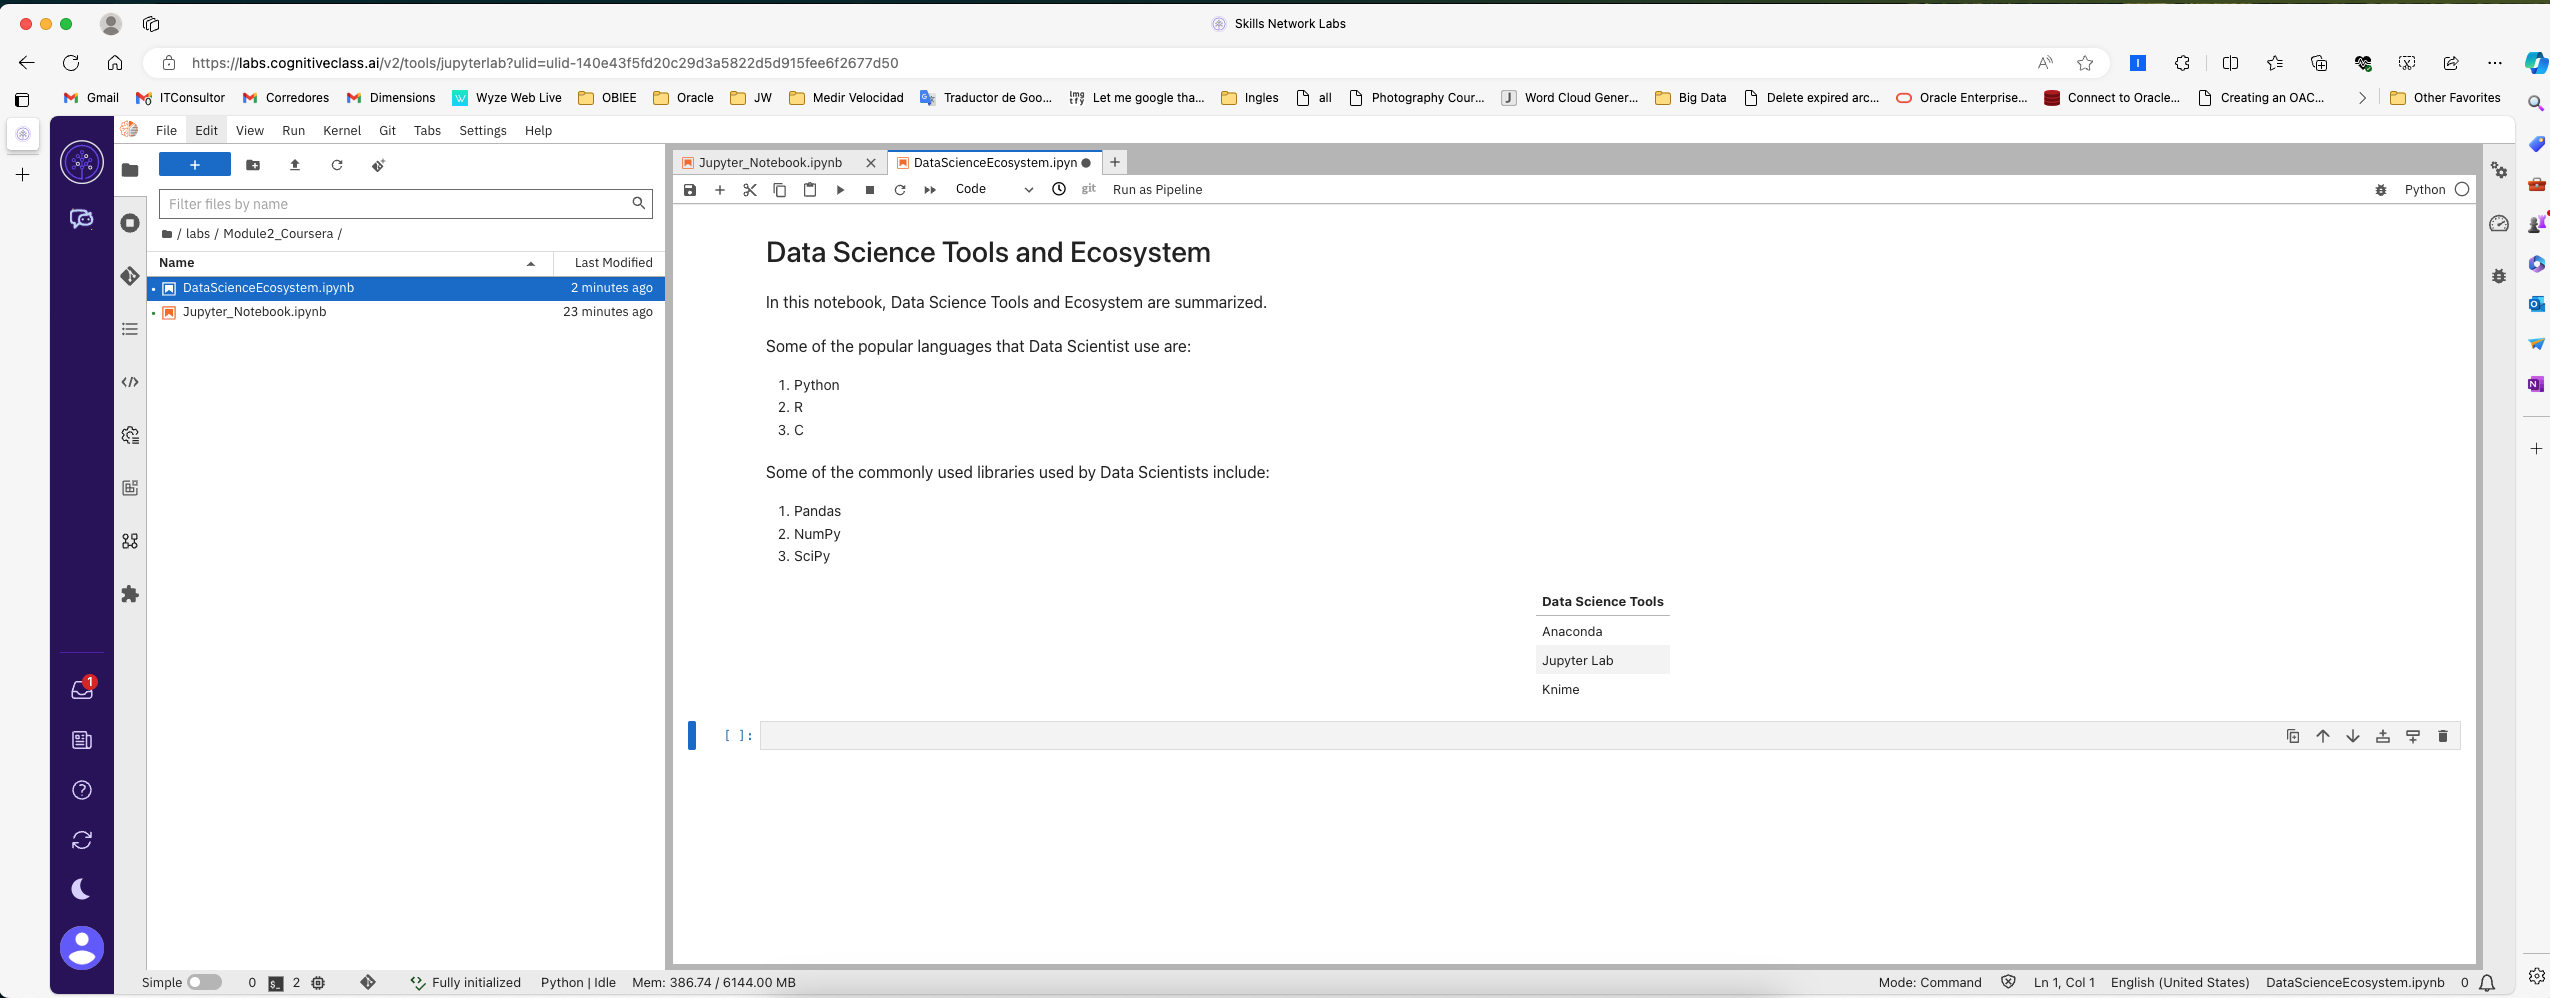 Skills Network Labs
https://labs.cognitiveclass.ai/v2/tools/jupyterlab?ulid=ulid-140e43f5fd20c29d3a5822d5d915fee6f2677d50
Gmail ITConsultor Corredores Dimensions Wyze Web Live OBIEE Oracle JW Medir Velocidad Traductor de Goo... Let me google tha... Ingles all Photography Cour... Word Cloud Gener... Big Data Delete expired arc... Oracle Enterprise... Connect to Oracle... Creating an OAC... Other Favorites
File Edit View Run Kernel Git Tabs Settings Help
Jupyter_Notebook.ipynb DataScienceEcosystem.ipyn
Code git Run as Pipeline Python
Filter files by name
/ labs / Module2_Coursera /
Name Last Modified
DataScienceEcosystem.ipynb 2 minutes ago
Jupyter_Notebook.ipynb 23 minutes ago
Data Science Tools and Ecosystem
In this notebook, Data Science Tools and Ecosystem are summarized.
Some of the popular languages that Data Scientist use are:
1. Python
2. R
3. C
Some of the commonly used libraries used by Data Scientists include:
1. Pandas
2. NumPy
3. SciPy
Data Science Tools
Anaconda
Jupyter Lab
Knime
[ ]:
1
Simple 0 2 Fully initialized Python | Idle Mem: 386.74 / 6144.00 MB Mode: Command Ln 1, Col 1 English (United States) DataScienceEcosystem.ipynb 0